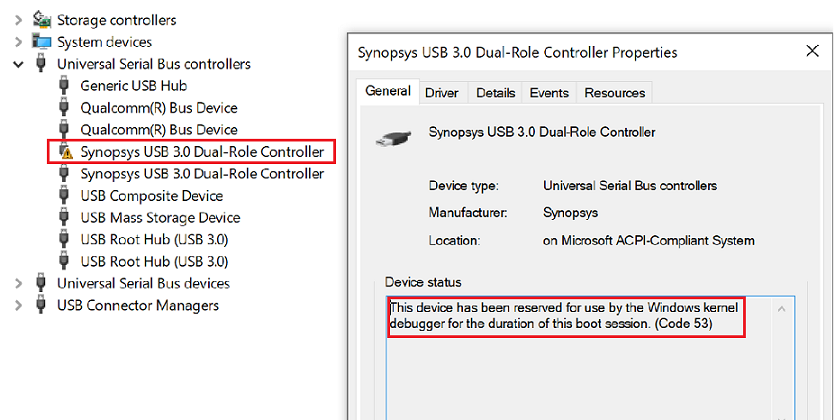 Storage controllers
System devices
Universal Serial Bus controllers
Generic USB Hub
Qualcomm(R) Bus Device
Qualcomm(R) Bus Device
Synopsys USB 3.0 Dual-Role Controller
Synopsys USB 3.0 Dual-Role Controller
USB Composite Device
USB Mass Storage Device
USB Root Hub (USB 3.0)
USB Root Hub (USB 3.0)
Universal Serial Bus devices
USB Connector Managers
Synopsys USB 3.0 Dual-Role Controller Properties
General Driver Details Events Resources
Synopsys USB 3.0 Dual-Role Controller
Device type: Universal Serial Bus controllers
Manufacturer: Synopsys
Location: on Microsoft ACPI-Compliant System
Device status
This device has been reserved for use by the Windows kernel
debugger for the duration of this boot session. (Code 53)